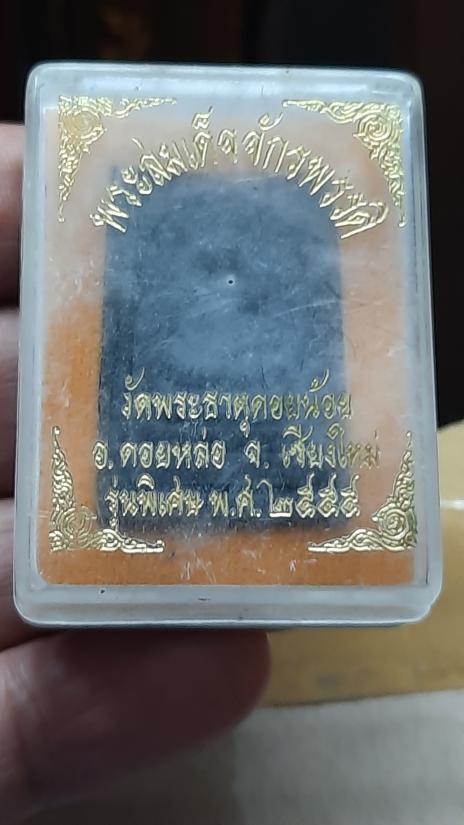 พระสมเด็จจักรพรรดิ
วัดพระธาตุดอยน้อย
อ.ดอยหล่อ จ.เชียงใหม่
รุ่นพิเศษ พ.ศ.๒๕๕๕